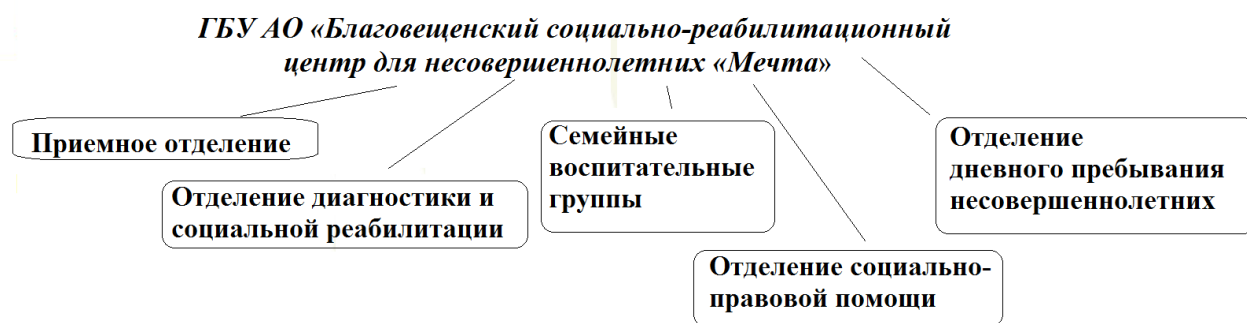 ГБУ АО «Благовещенский социально-реабилитационный
центр для несовершеннолетних «Мечта»
Приемное отделение
Отделение диагностики и
социальной реабилитации
Семейные
воспитательные
группы
Отделение социально-
правовой помощи
Отделение
дневного пребывания
несовершеннолетних